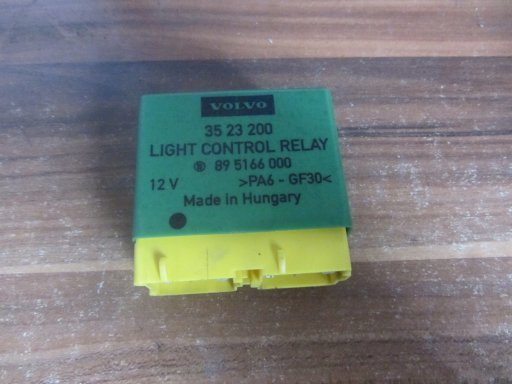 VOLVO
35 23 200
LIGHT CONTROL RELAY
® 89 5166 000
12 V >PA6 - GF30<
Made in Hungary